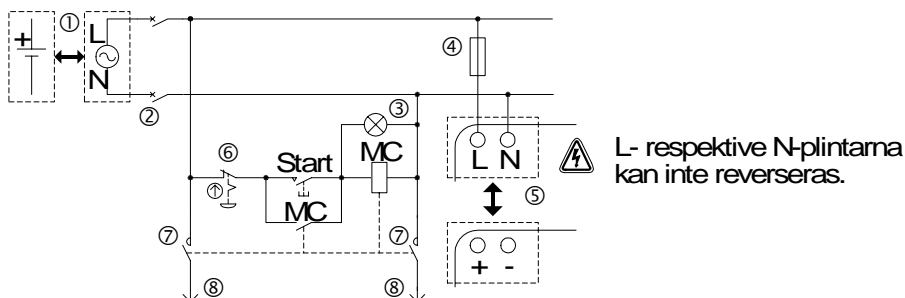 ①
+
L
N
②
③
④
⑥
Start
MC
MC
L N
L- respektive N-plintarna
kan inte reverseras.
⑤
⑦
⑦
+ -
⑧
⑧